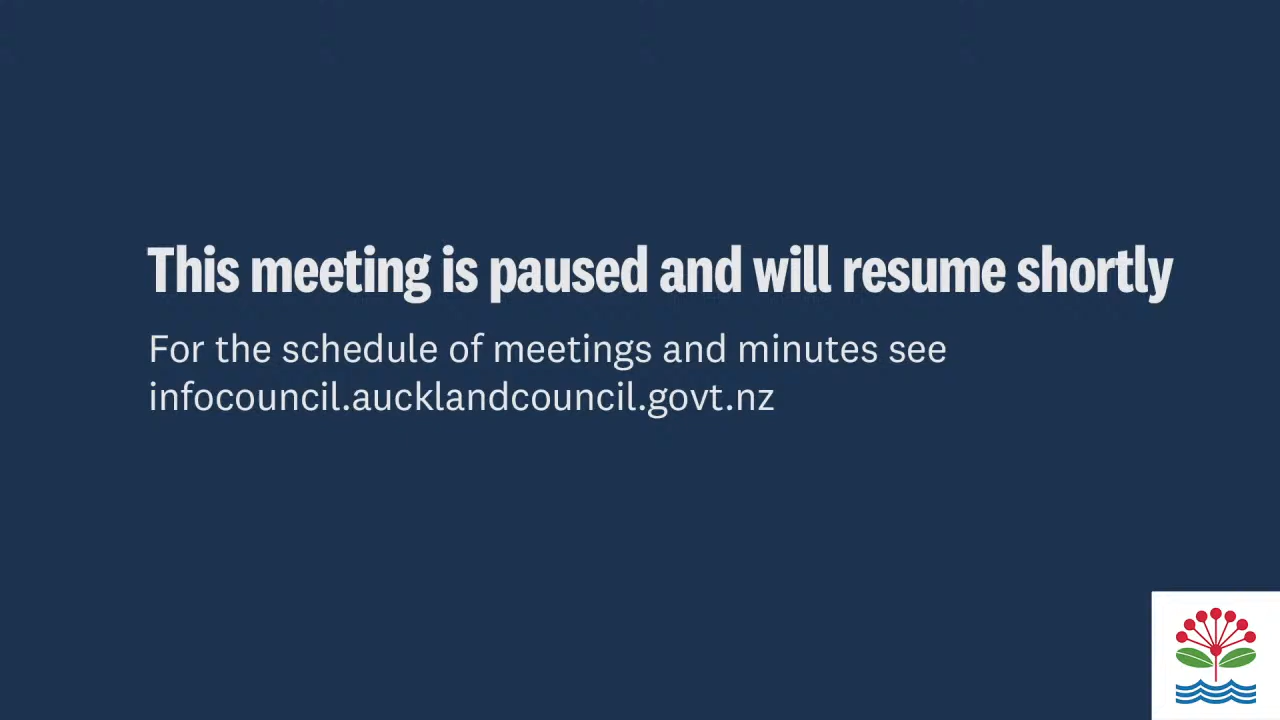 This meeting is paused and will resume shortly
For the schedule of meetings and minutes see
infocouncil.aucklandcouncil.govt.nz